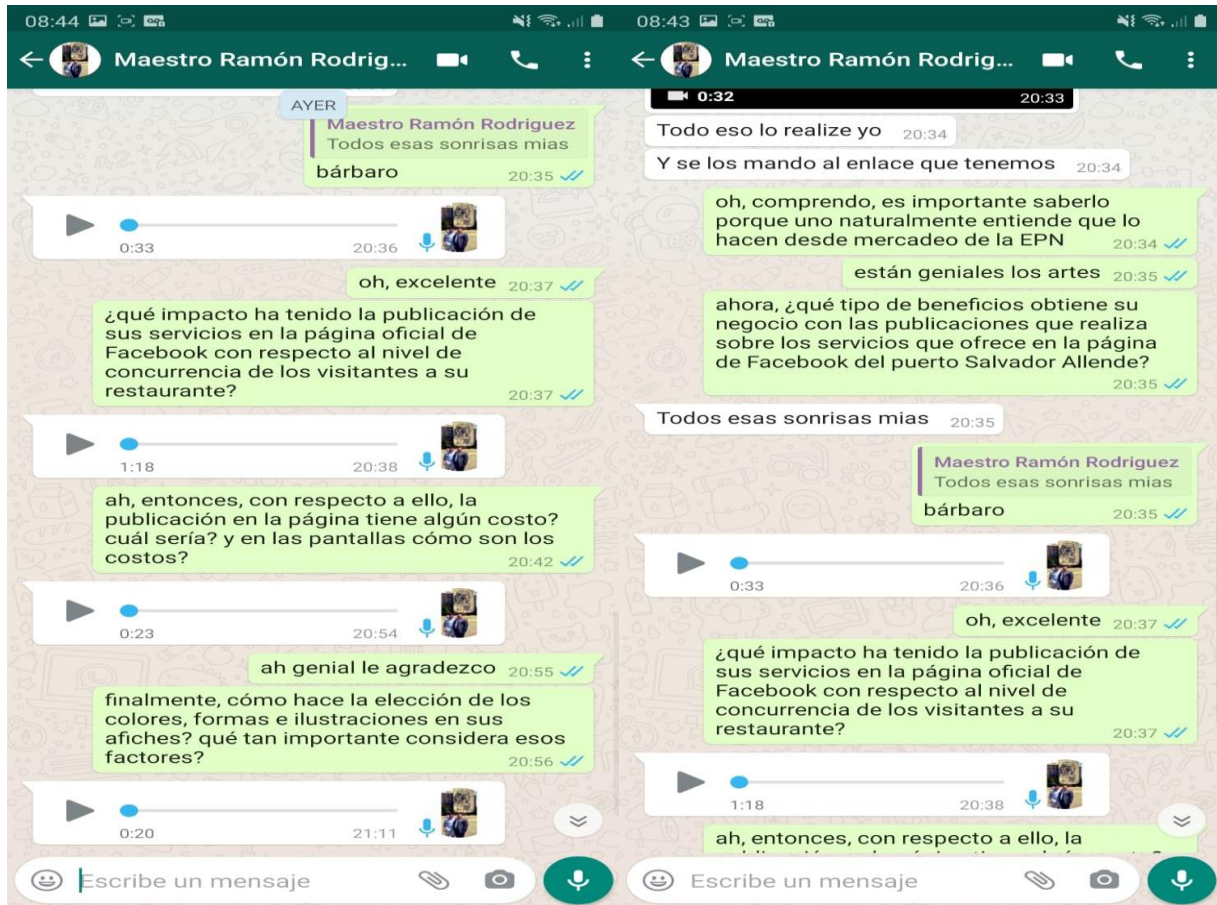 08:44
Maestro Ramón Rodrig...
AYER
Maestro Ramón Rodriguez
Todos esas sonrisas mias
bárbaro 20:35
0:33 20:36
oh, excelente 20:37
¿qué impacto ha tenido la publicación de
sus servicios en la página oficial de
Facebook con respecto al nivel de
concurrencia de los visitantes a su
restaurante? 20:37
1:18 20:38
ah, entonces, con respecto a ello, la
publicación en la página tiene algún costo?
cuál sería? y en las pantallas cómo son los
costos? 20:42
0:23 20:54
ah genial le agradezco 20:55
finalmente, cómo hace la elección de los
colores, formas e ilustraciones en sus
afiches? qué tan importante considera esos
factores? 20:56
0:20 21:11
Escribe un mensaje
08:43
Maestro Ramón Rodrig...
0:32 20:33
Todo eso lo realize yo 20:34
Y se los mando al enlace que tenemos 20:34
oh, comprendo, es importante saberlo
porque uno naturalmente entiende que lo
hacen desde mercadeo de la EPN 20:34
están geniales los artes 20:35
ahora, ¿qué tipo de beneficios obtiene su
negocio con las publicaciones que realiza
sobre los servicios que ofrece en la página
de Facebook del puerto Salvador Allende?
20:35
Todos esas sonrisas mias 20:35
Maestro Ramón Rodriguez
Todos esas sonrisas mias
bárbaro 20:35
0:33 20:36
oh, excelente 20:37
¿qué impacto ha tenido la publicación de
sus servicios en la página oficial de
Facebook con respecto al nivel de
concurrencia de los visitantes a su
restaurante? 20:37
1:18 20:38
ah, entonces, con respecto a ello, la
Escribe un mensaje